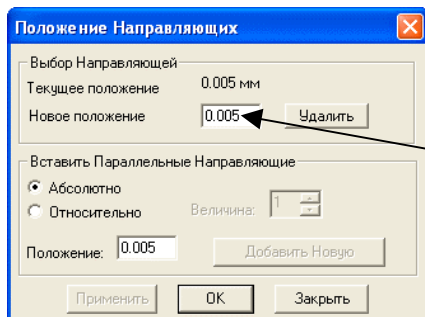 Положение Направляющих
Выбор Направляющей
Текущее положение 0.005 мм
Новое положение 0.005 Удалить
Вставить Параллельные Направляющие
Абсолютно
Относительно Величина: 1
Положение: 0.005 Добавить Новую
Применить OK Закрыть